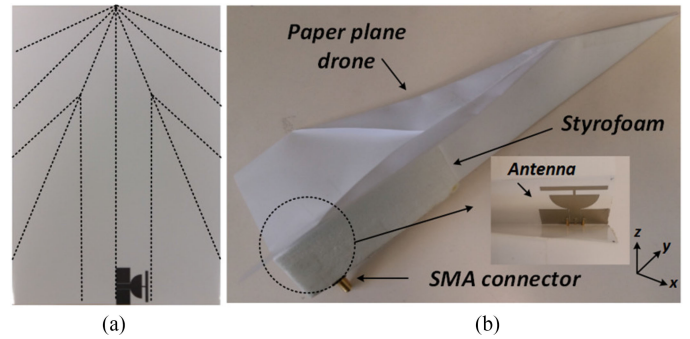 Paper plane
drone
Styrofoam
Antenna
z
y
x
SMA connector
(a)
(b)